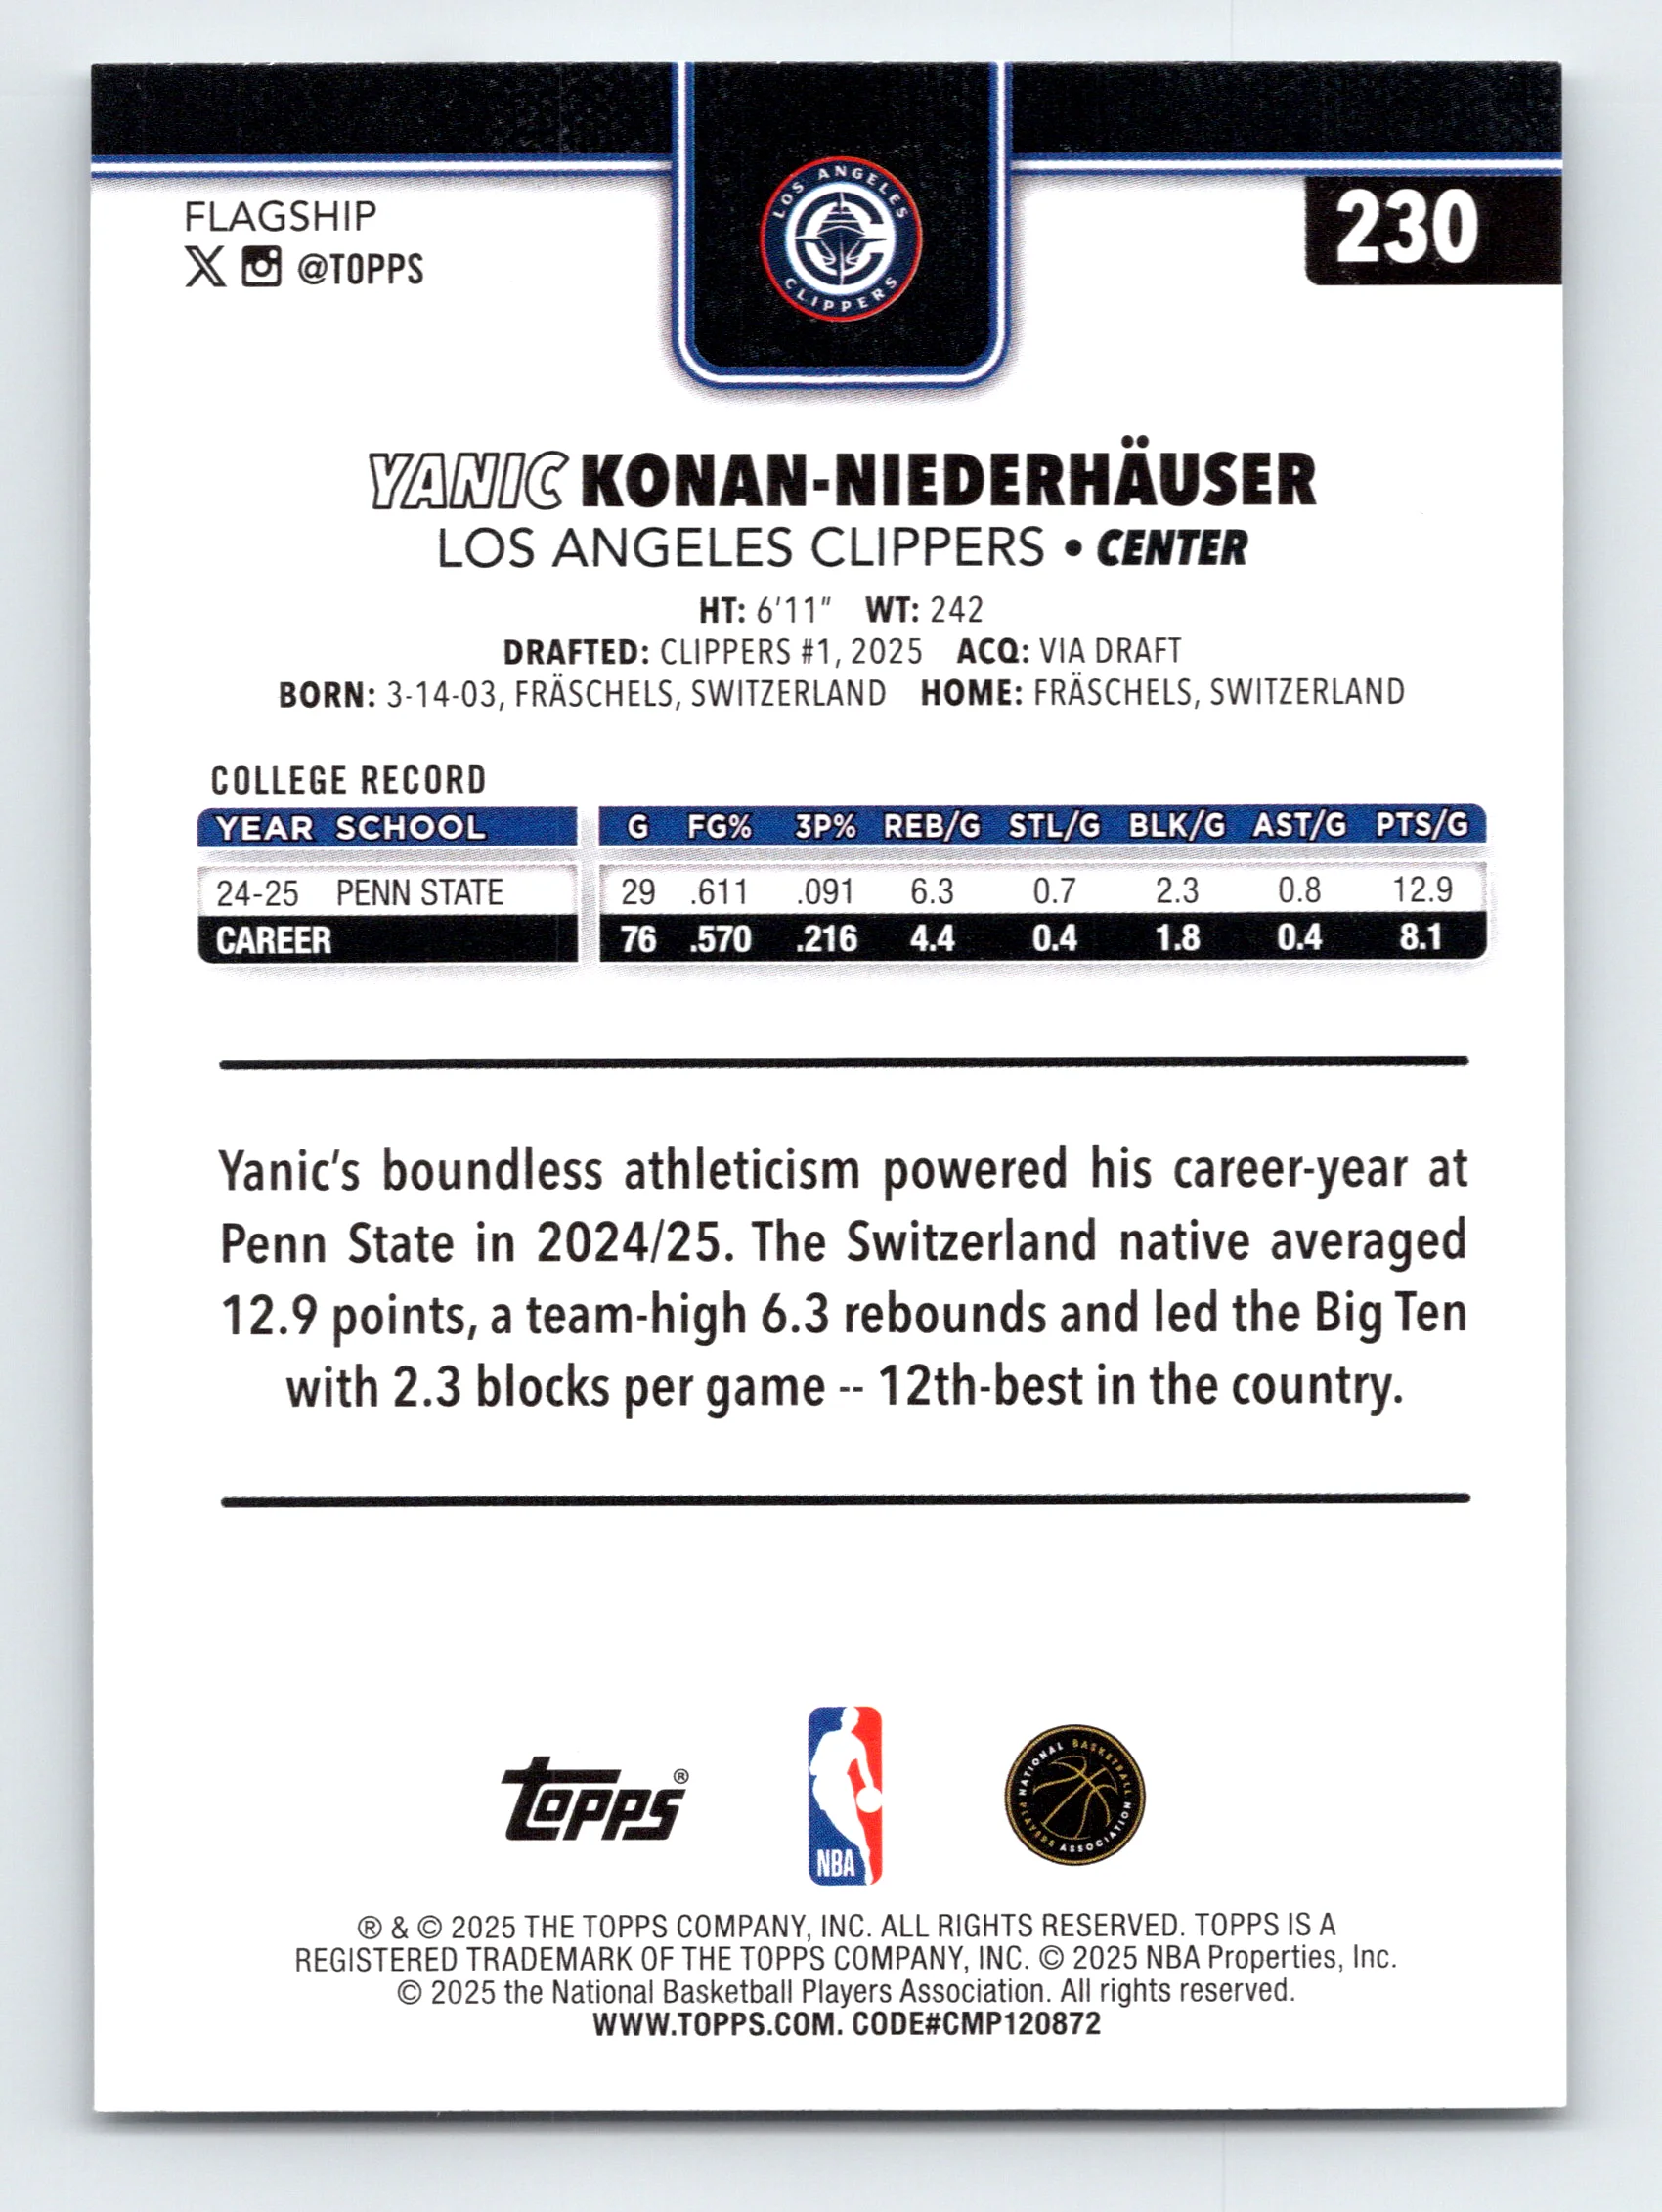 LOS ANGELES
CLIPPERS
FLAGSHIP
@TOPPS
230
YANIC KONAN-NIEDERHÄUSER
LOS ANGELES CLIPPERS • CENTER
HT: 6'11" WT: 242
DRAFTED: CLIPPERS #1, 2025 ACQ: VIA DRAFT
BORN: 3-14-03, FRÄSCHELS, SWITZERLAND HOME: FRÄSCHELS, SWITZERLAND
COLLEGE RECORD
YEAR SCHOOL G FG% 3P% REB/G STL/G BLK/G AST/G PTS/G
24-25 PENN STATE 29 .611 .091 6.3 0.7 2.3 0.8 12.9
CAREER 76 .570 .216 4.4 0.4 1.8 0.4 8.1
Yanic's boundless athleticism powered his career-year at
Penn State in 2024/25. The Switzerland native averaged
12.9 points, a team-high 6.3 rebounds and led the Big Ten
with 2.3 blocks per game -- 12th-best in the country.
topps®
NBA
NATIONAL BASKETBALL
PLAYERS ASSOCIATION
® & © 2025 THE TOPPS COMPANY, INC. ALL RIGHTS RESERVED. TOPPS IS A
REGISTERED TRADEMARK OF THE TOPPS COMPANY, INC. © 2025 NBA Properties, Inc.
© 2025 the National Basketball Players Association. All rights reserved.
WWW.TOPPS.COM. CODE#CMP120872